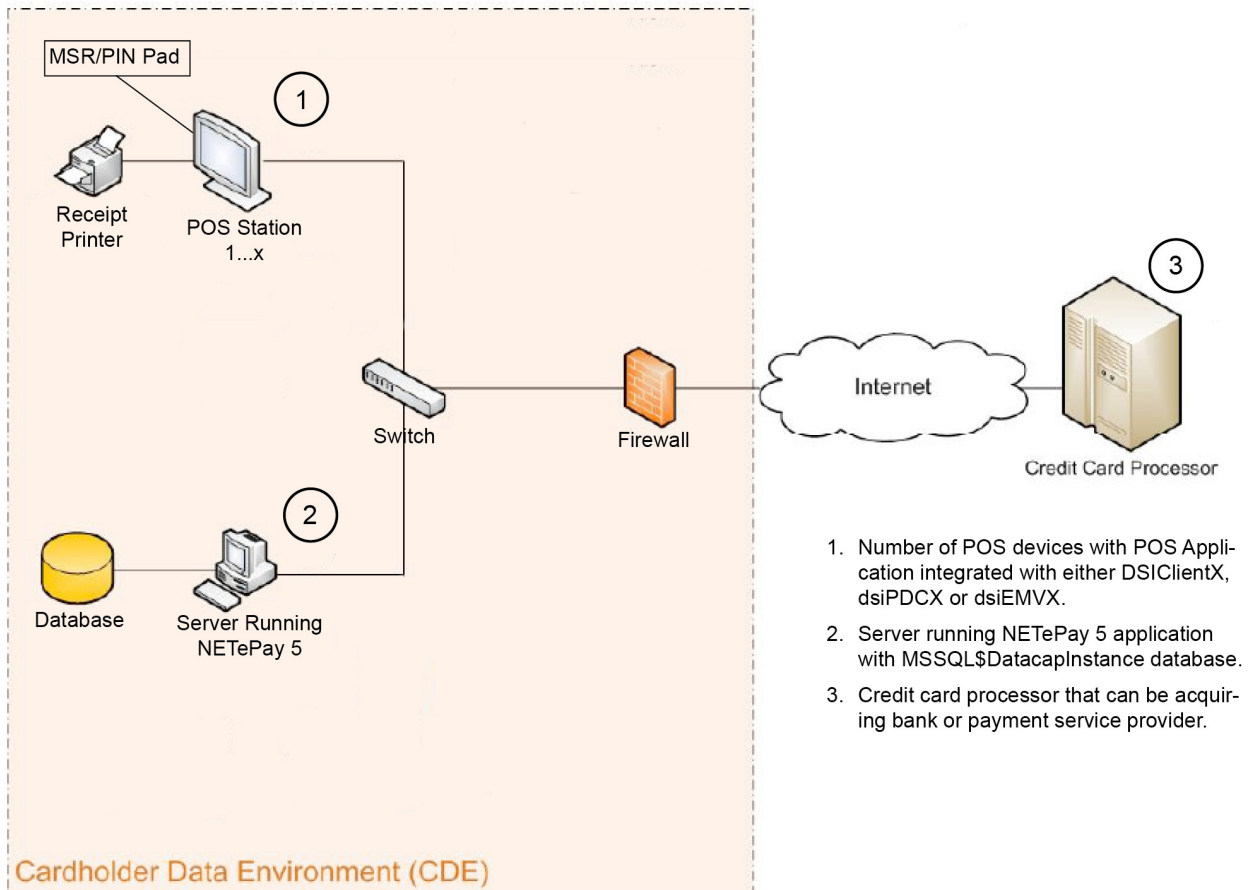 MSR/PIN Pad
1
Receipt
Printer
POS Station
1...x
3
Internet
Switch
Firewall
Credit Card Processor
2
Database
Server Running
NETePay 5
1. Number of POS devices with POS Appli-
cation integrated with either DSIClientX,
dsiPDCX or dsiEMVX.
2. Server running NETePay 5 application
with MSSQL$DatacapInstance database.
3. Credit card processor that can be acquir-
ing bank or payment service provider.
Cardholder Data Environment (CDE)